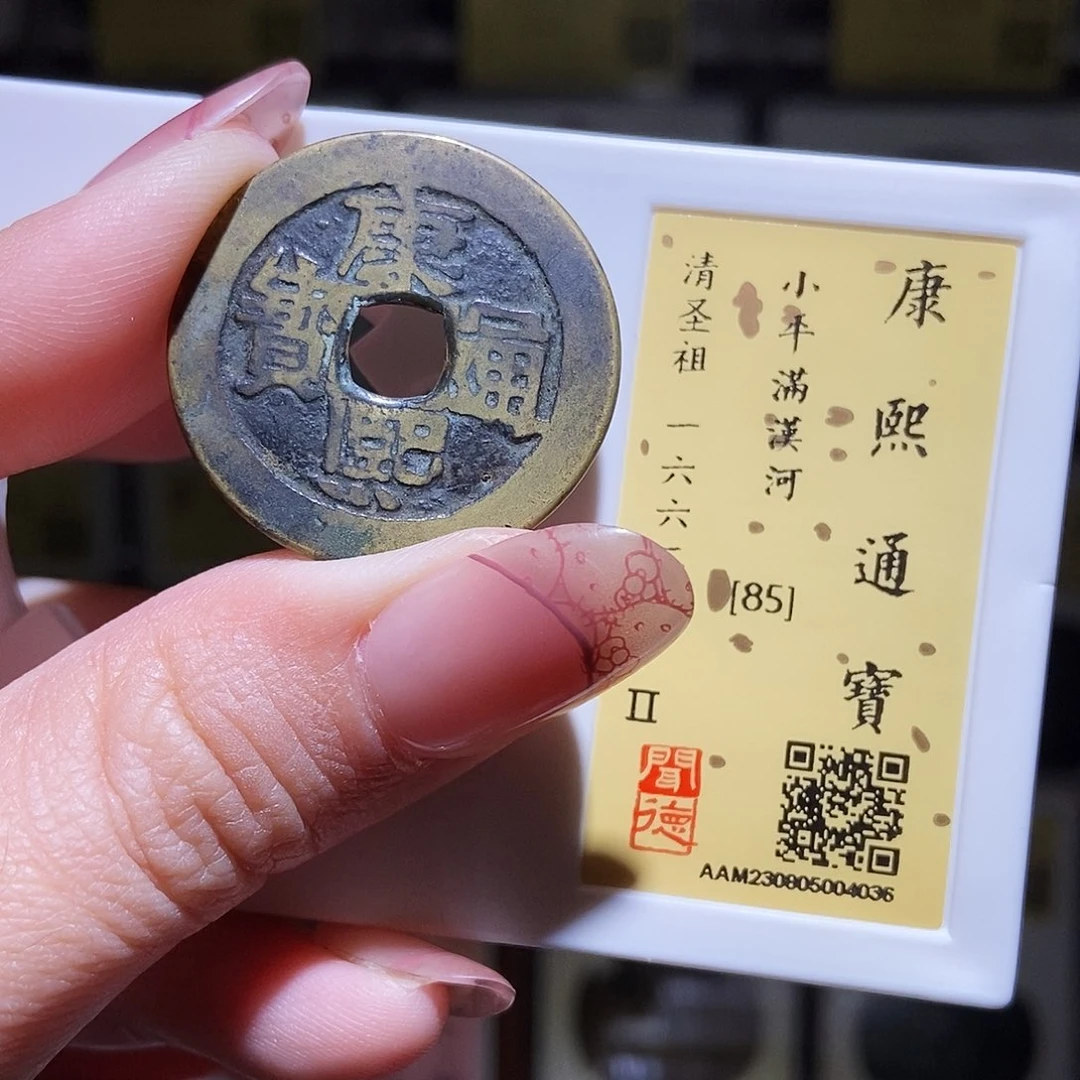 康熙通寳
康熙通寶
小平滿漢河
[85]
清圣祖 一六六
II
聞德
AAM230805004036